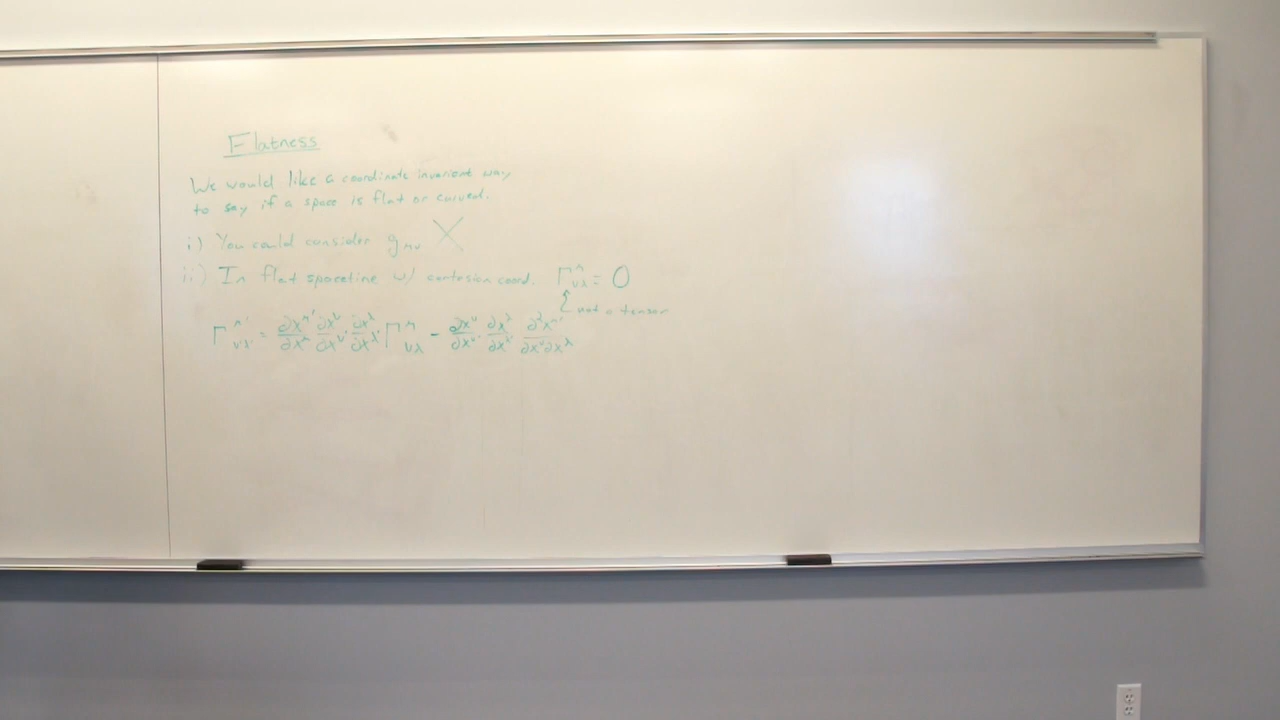 Flatness
We would like a coordinate invarient way
to say if a space is flat or curved.
i) You could consider g_μν X
ii) In flat spacetime w/ cartesian coord. Γ^μ_νλ = 0
not a tensor
Γ^μ'_ν'λ' = ∂x^μ'/∂x^μ ∂x^ν/∂x^ν' ∂x^λ/∂x^λ' Γ^μ_νλ - ∂x^ν/∂x^ν' ∂x^λ/∂x^λ' ∂²x^μ'/∂x^ν∂x^λ